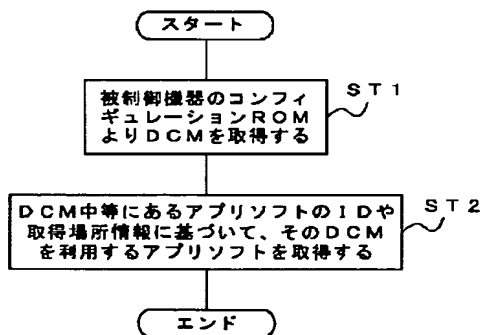 スタート
被制御機器のコンフィ
ギュレーションROM
よりDCMを取得する
ST1
DCM中等にあるアプリソフトのIDや
取得場所情報に基づいて、そのDCM
を利用するアプリソフトを取得する
ST2
エンド